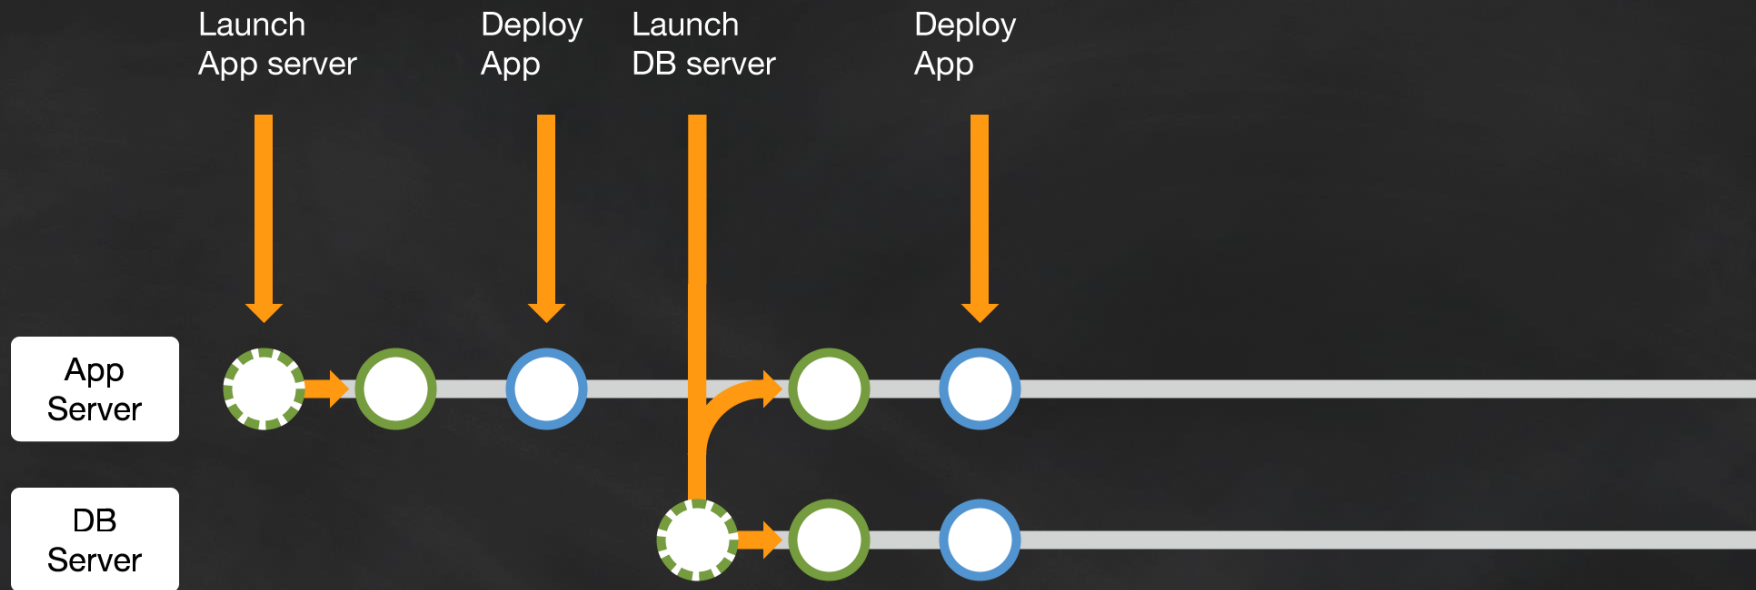 Launch
App server
Deploy
App
Launch
DB server
Deploy
App
App
Server
DB
Server